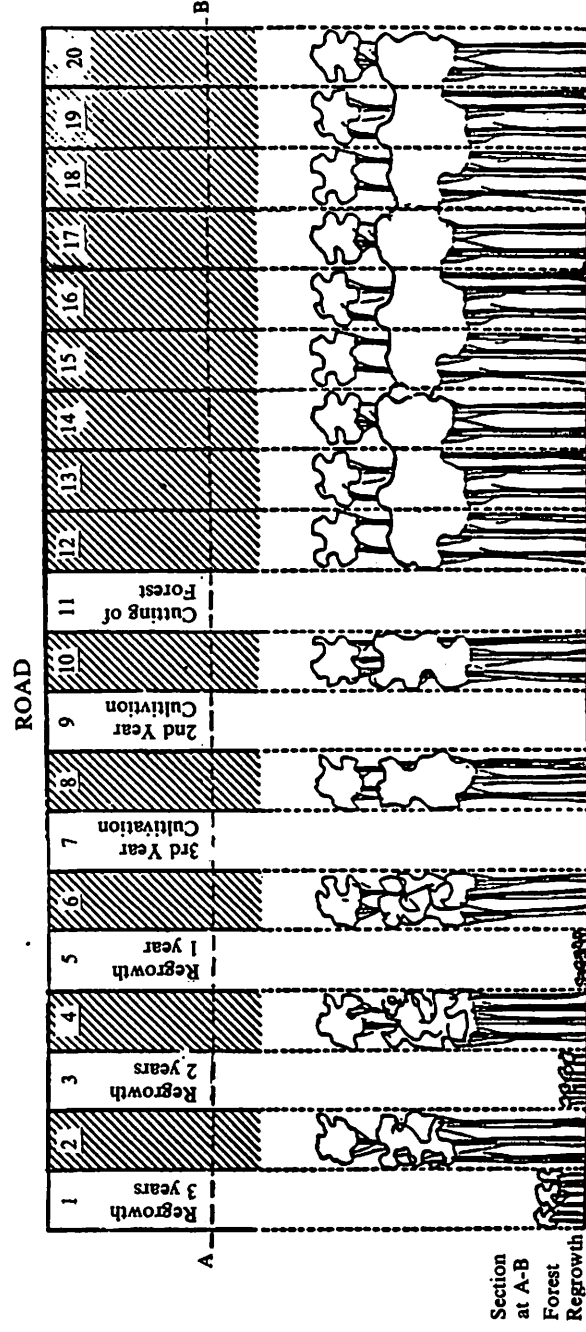 ROAD
1
Regrowth
3 years
2
3
Regrowth
2 years
4
5
Regrowth
1 year
6
7
3rd Year
Cultivation
8
9
2nd Year
Cultivtion
10
11
Cutting of
Forest
12
13
14
15
16
17
18
19
20
A
B
Section
at A-B
Forest
Regrowth